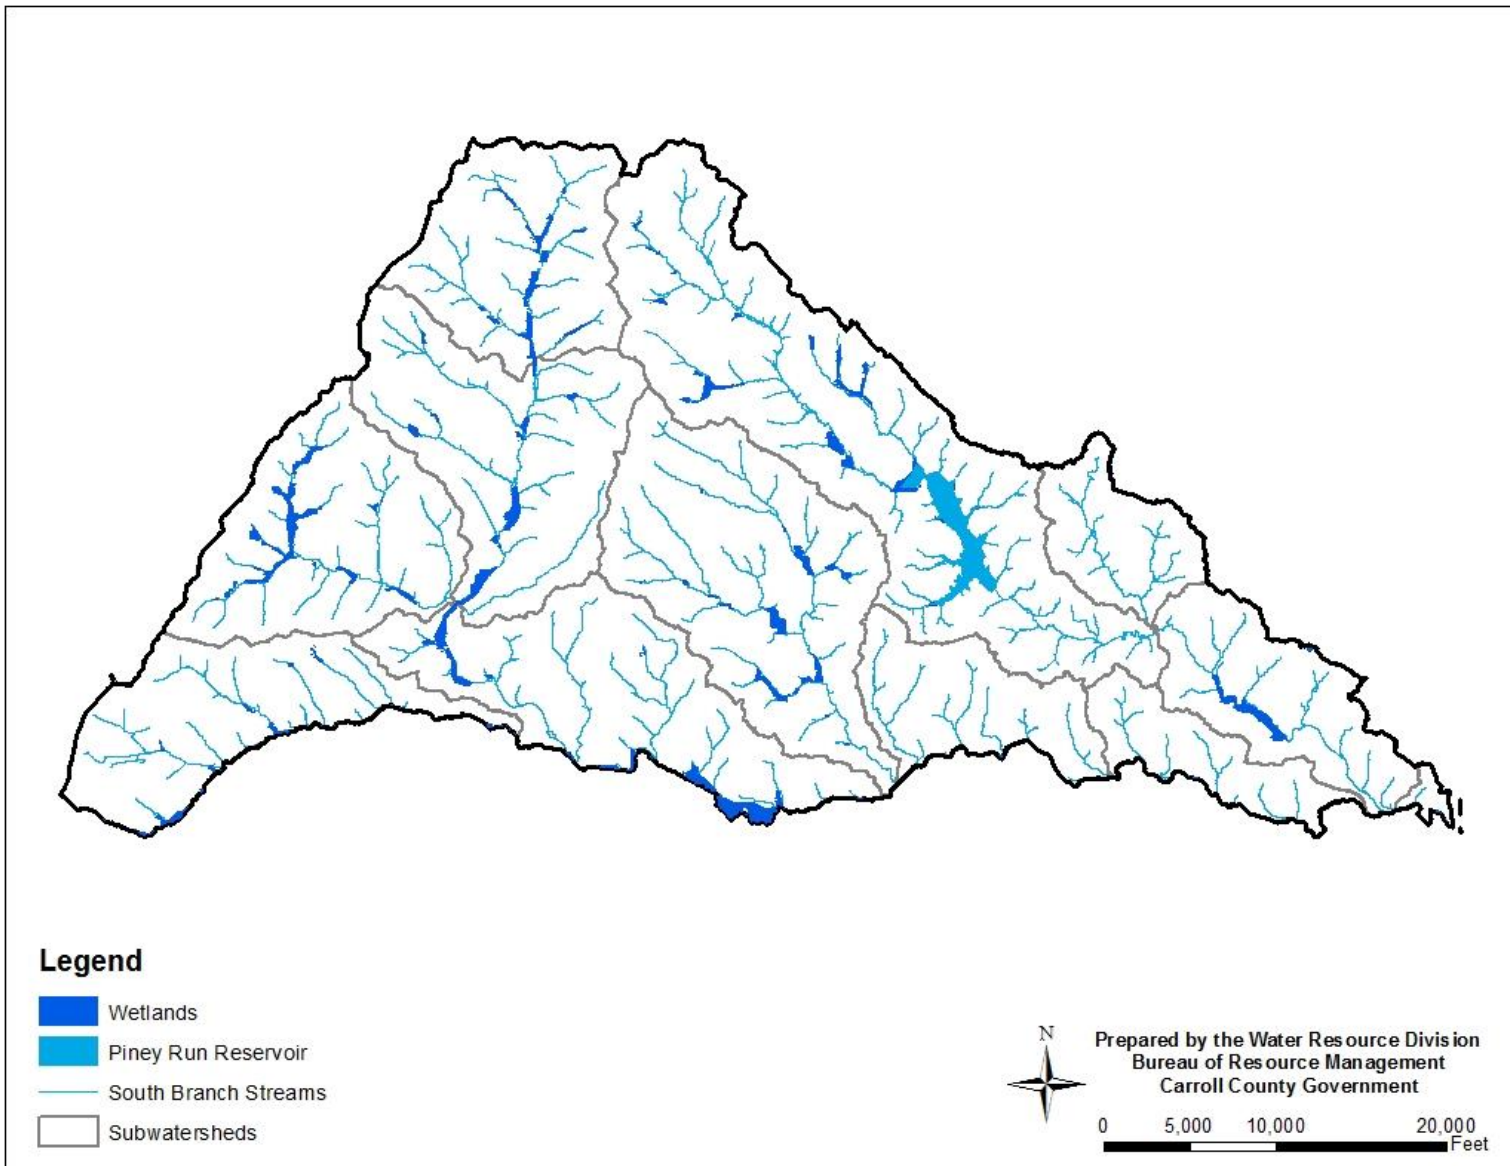 Legend
Wetlands
Piney Run Reservoir
South Branch Streams
Subwatersheds
N
Prepared by the Water Resource Division
Bureau of Resource Management
Carroll County Government
0 5,000 10,000 20,000
Feet